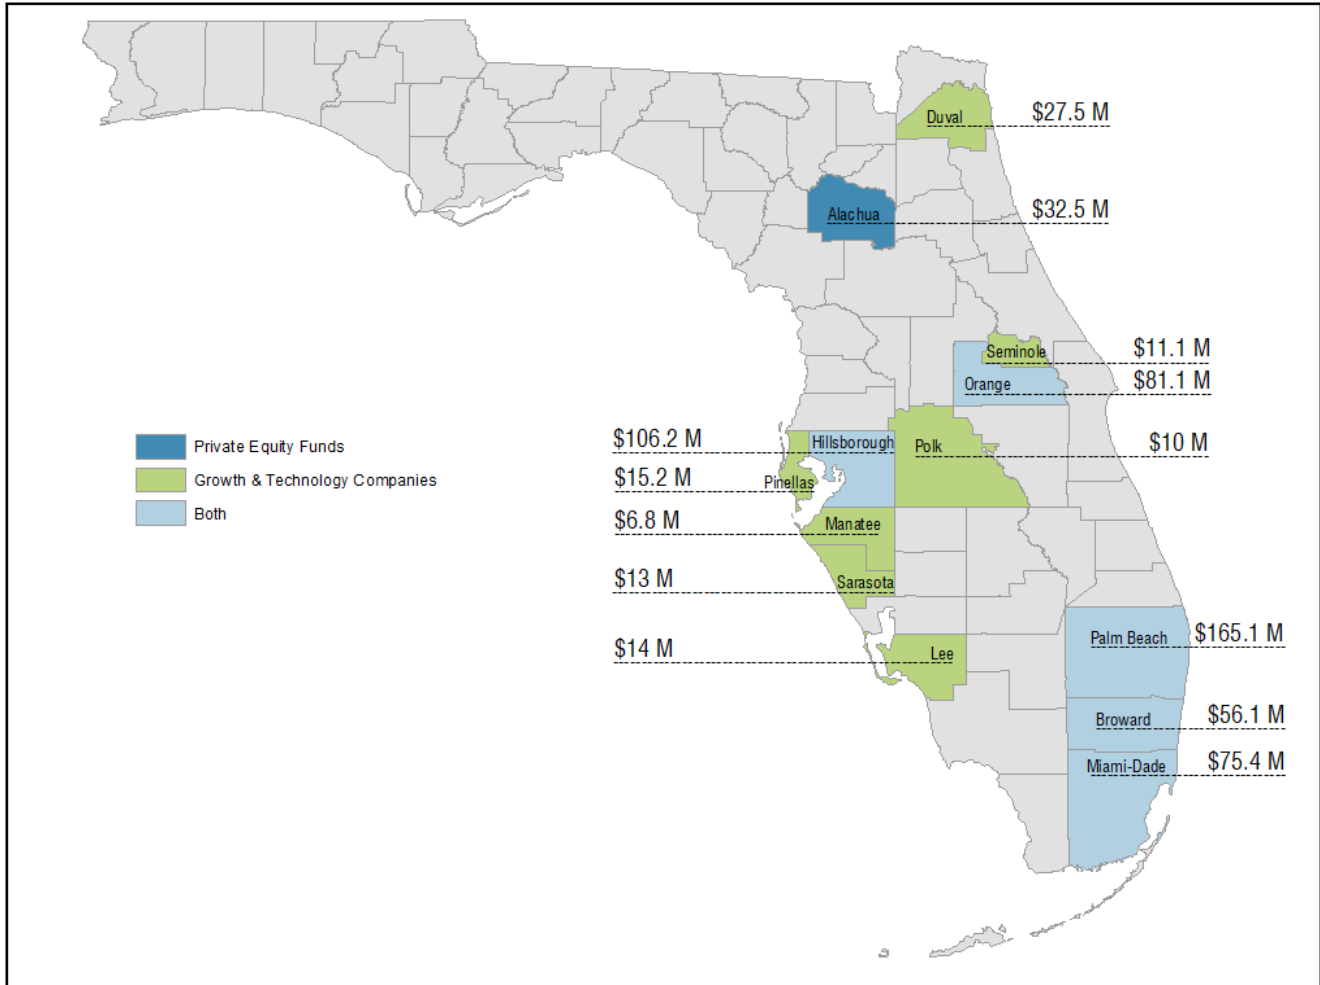 Duval $27.5 M
Alachua $32.5 M
Seminole $11.1 M
Orange $81.1 M
$106.2 M Hillsborough
Polk $10 M
Private Equity Funds
Growth & Technology Companies
Both
$15.2 M Pinellas
$6.8 M Manatee
$13 M Sarasota
$14 M Lee
Palm Beach $165.1 M
Broward $56.1 M
Miami-Dade $75.4 M